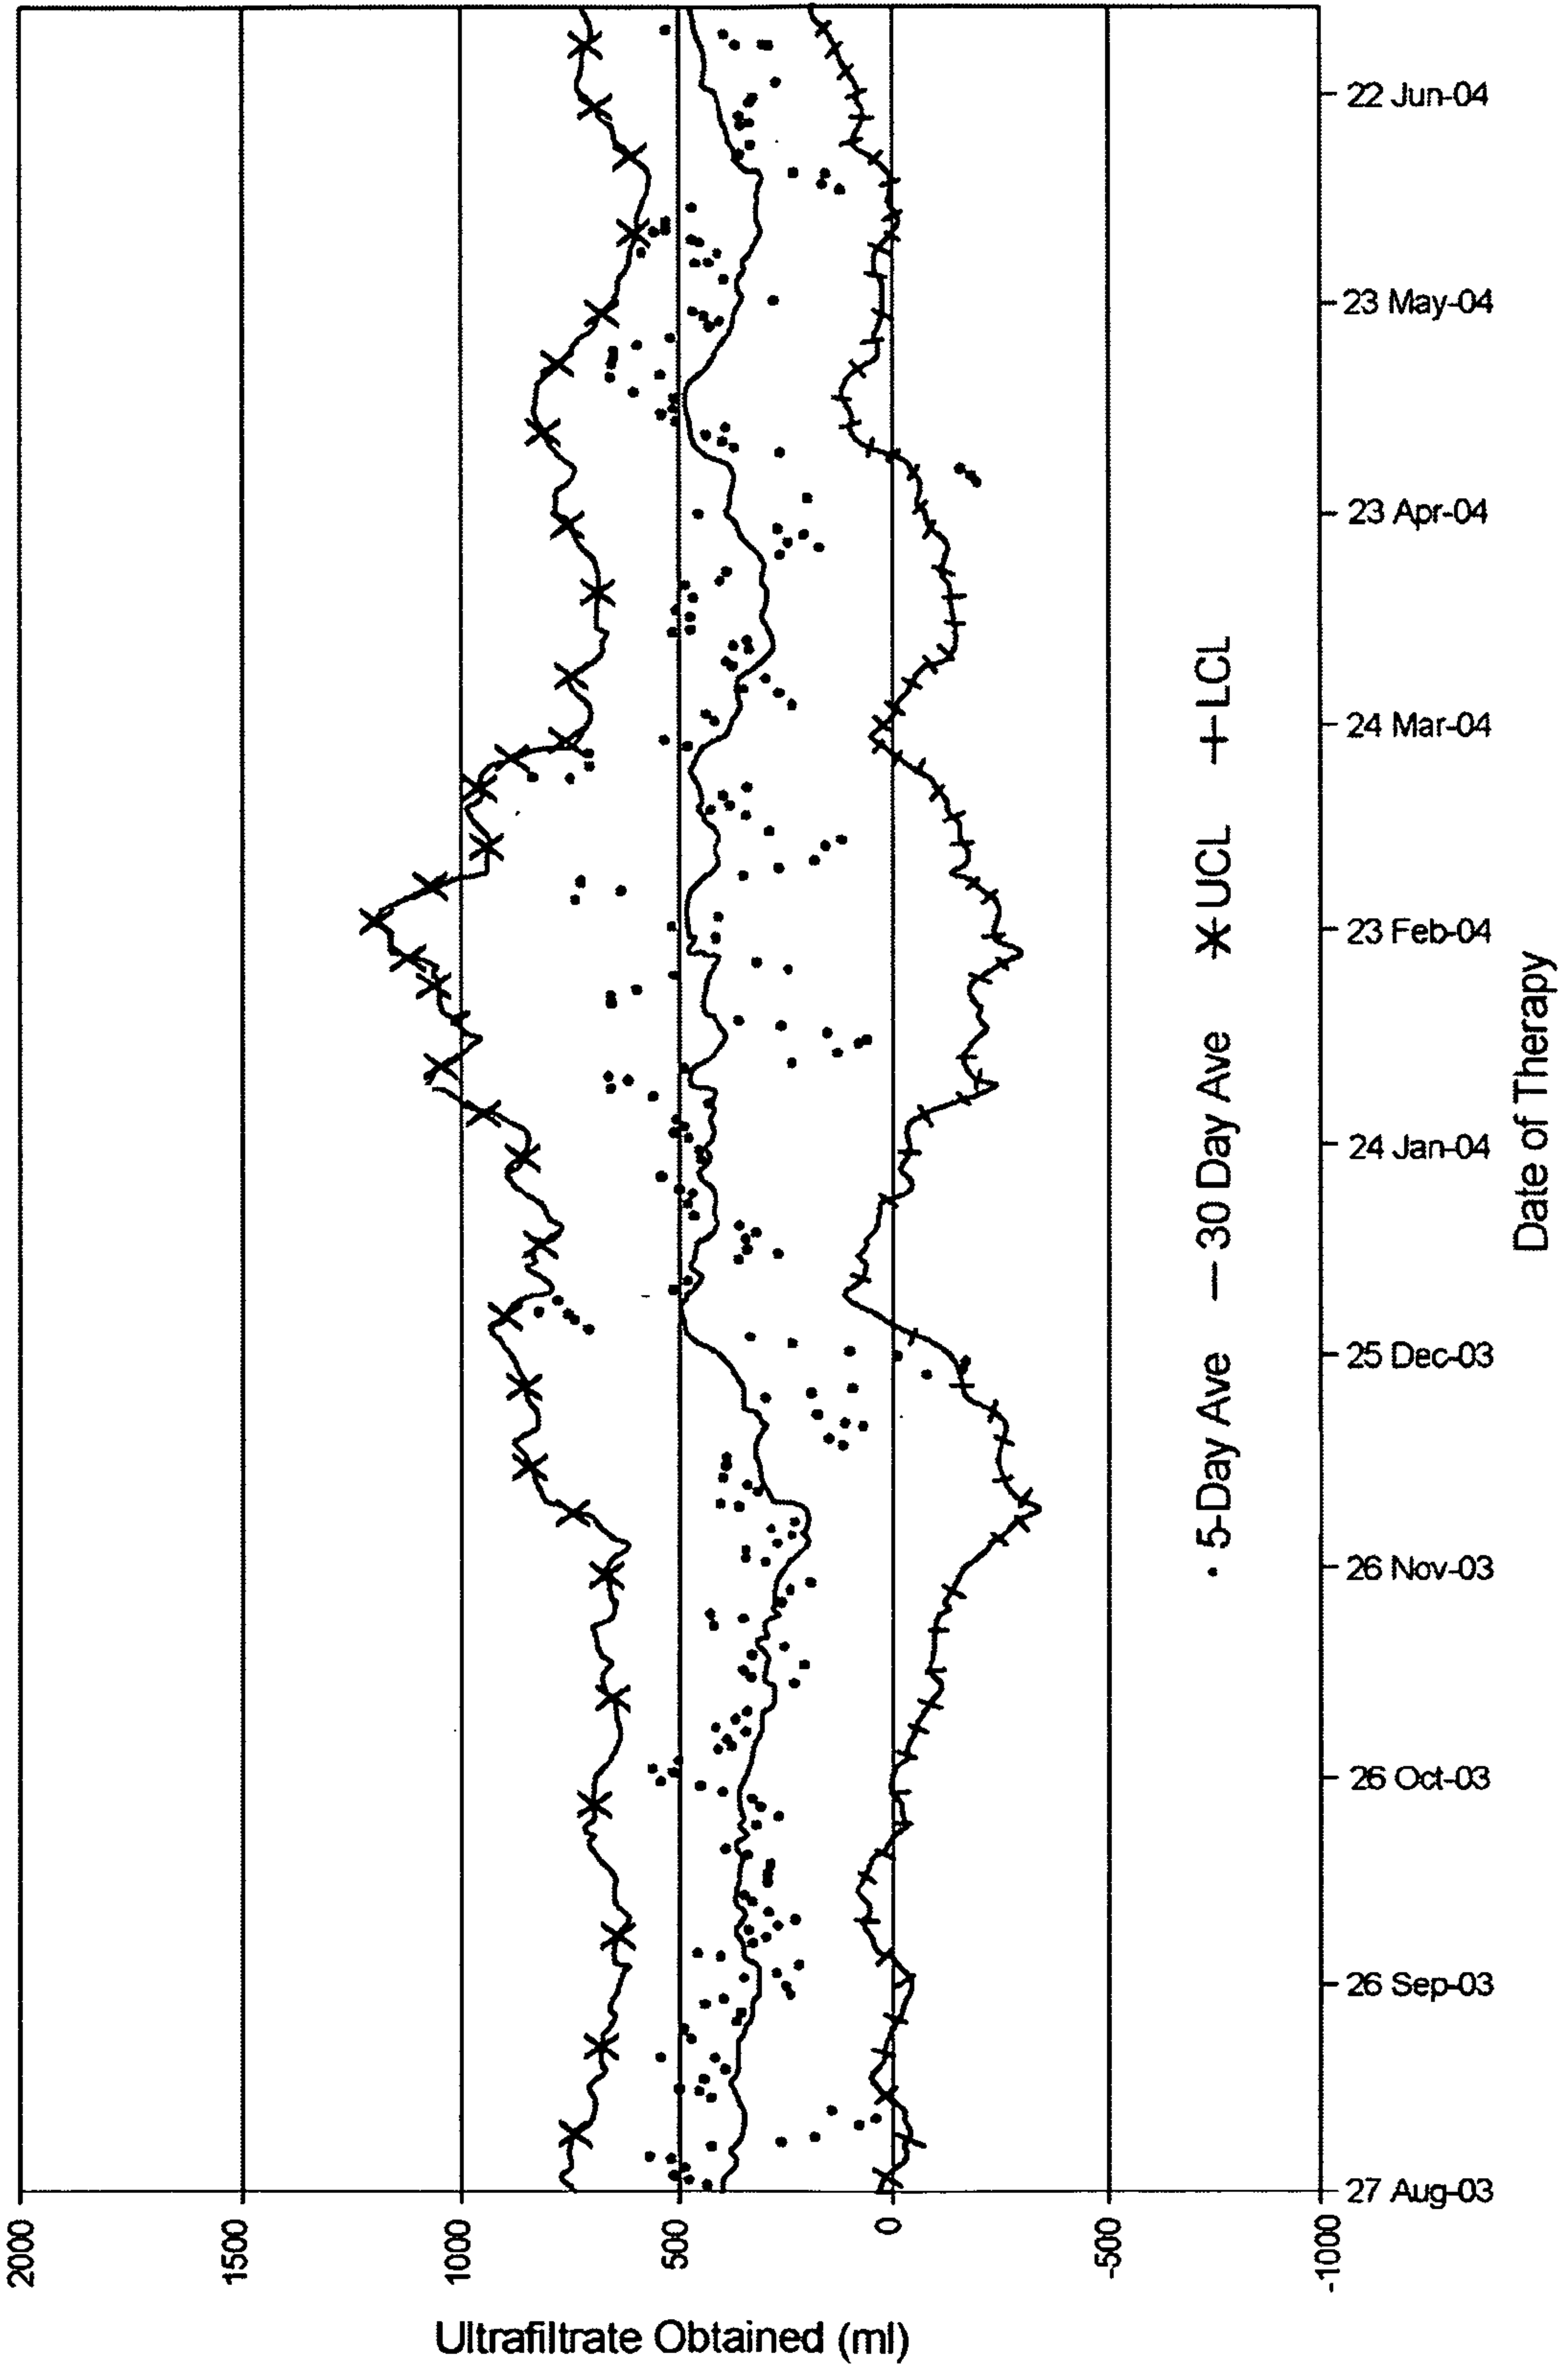 2000
1500
1000
500
0
-500
-1000
Ultrafiltrate Obtained (ml)
27 Aug-03
26 Sep-03
26 Oct-03
26 Nov-03
25 Dec-03
24 Jan-04
23 Feb-04
24 Mar-04
23 Apr-04
23 May-04
22 Jun-04
5-Day Ave
30 Day Ave
UCL
LCL
Date of Therapy